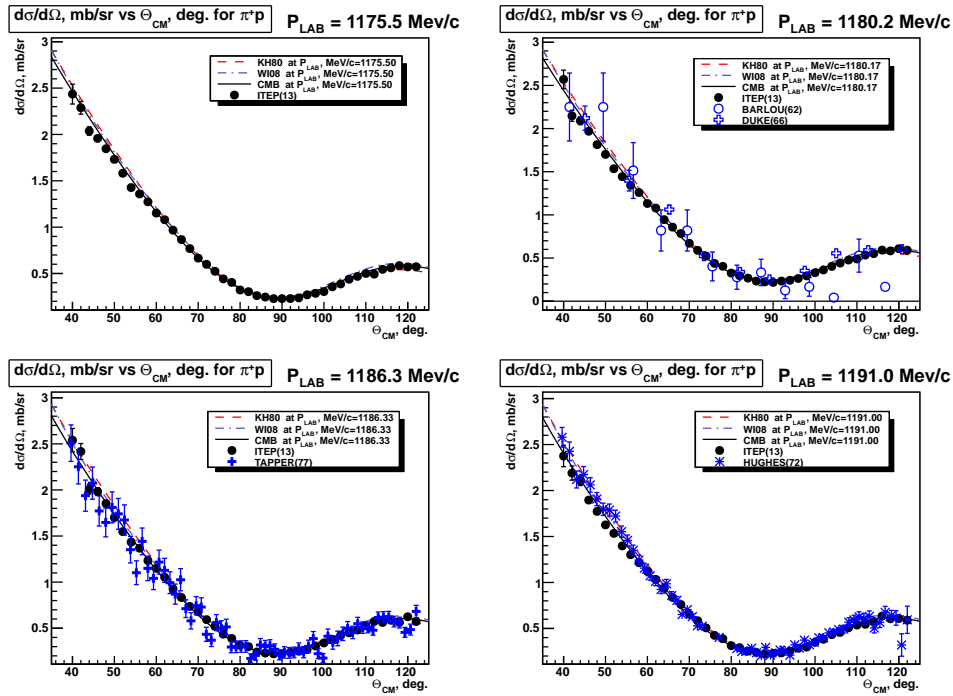 dσ/dΩ, mb/sr vs Θ_CM, deg. for π⁺p
P_LAB = 1175.5 Mev/c
dσ/dΩ, mb/sr
KH80 at P_LAB, MeV/c=1175.50
WI08 at P_LAB, MeV/c=1175.50
CMB at P_LAB, MeV/c=1175.50
ITEP(13)
3
2.5
2
1.5
1
0.5
40 50 60 70 80 90 100 110 120
Θ_CM, deg.
dσ/dΩ, mb/sr vs Θ_CM, deg. for π⁺p
P_LAB = 1180.2 Mev/c
dσ/dΩ, mb/sr
KH80 at P_LAB, MeV/c=1180.17
WI08 at P_LAB, MeV/c=1180.17
CMB at P_LAB, MeV/c=1180.17
ITEP(13)
BARLOU(62)
DUKE(66)
3
2.5
2
1.5
1
0.5
0
40 50 60 70 80 90 100 110 120
Θ_CM, deg.
dσ/dΩ, mb/sr vs Θ_CM, deg. for π⁺p
P_LAB = 1186.3 Mev/c
dσ/dΩ, mb/sr
KH80 at P_LAB, MeV/c=1186.33
WI08 at P_LAB, MeV/c=1186.33
CMB at P_LAB, MeV/c=1186.33
ITEP(13)
TAPPER(77)
3
2.5
2
1.5
1
0.5
40 50 60 70 80 90 100 110 120
Θ_CM, deg.
dσ/dΩ, mb/sr vs Θ_CM, deg. for π⁺p
P_LAB = 1191.0 Mev/c
dσ/dΩ, mb/sr
KH80 at P_LAB, MeV/c=1191.00
WI08 at P_LAB, MeV/c=1191.00
CMB at P_LAB, MeV/c=1191.00
ITEP(13)
HUGHES(72)
3
2.5
2
1.5
1
0.5
40 50 60 70 80 90 100 110 120
Θ_CM, deg.